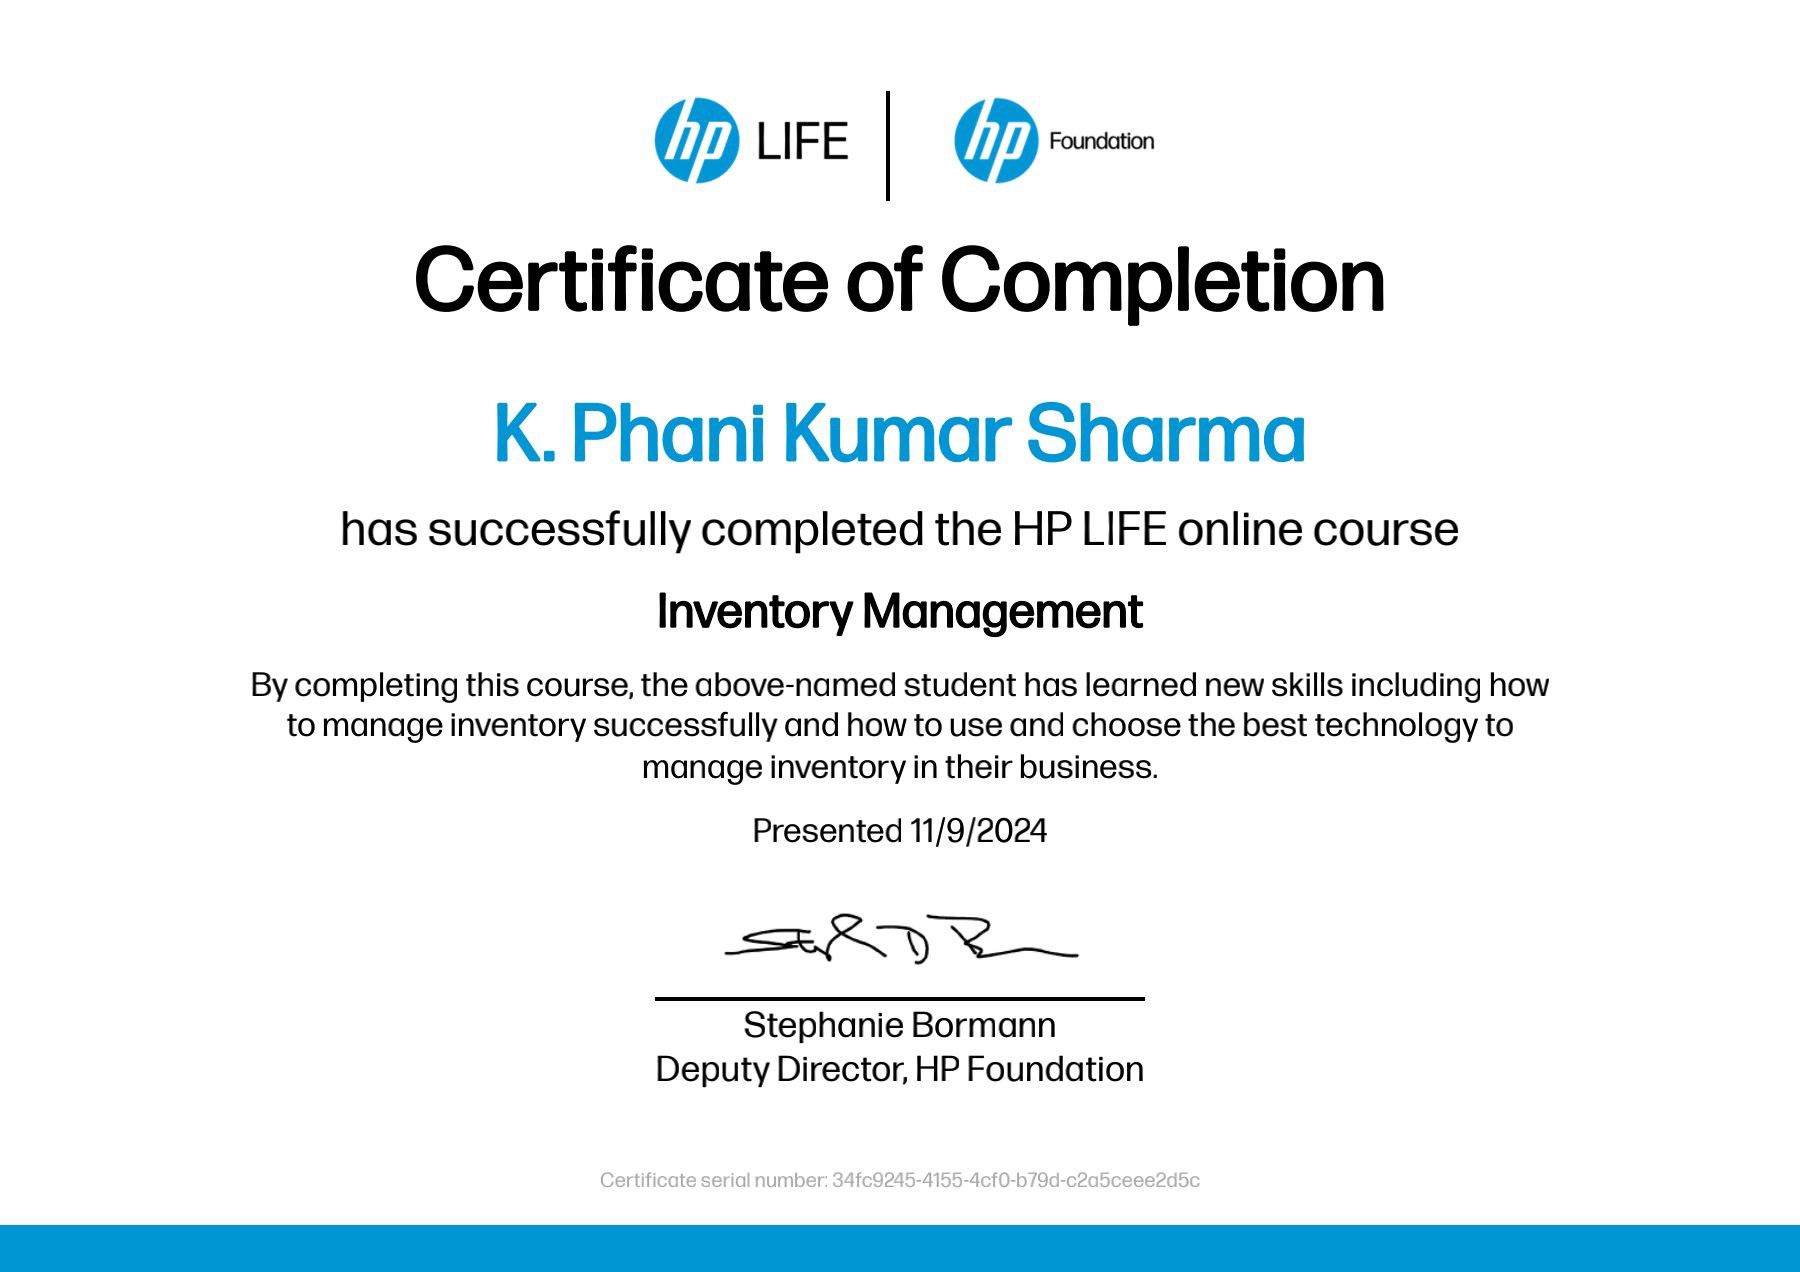 hp LIFE
hp Foundation
Certificate of Completion
K. Phani Kumar Sharma
has successfully completed the HP LIFE online course
Inventory Management
By completing this course, the above-named student has learned new skills including how
to manage inventory successfully and how to use and choose the best technology to
manage inventory in their business.
Presented 11/9/2024
Stephanie Bormann
Deputy Director, HP Foundation
Certificate serial number: 34fc9245-4155-4cf0-b79d-c2a5ceee2d5c